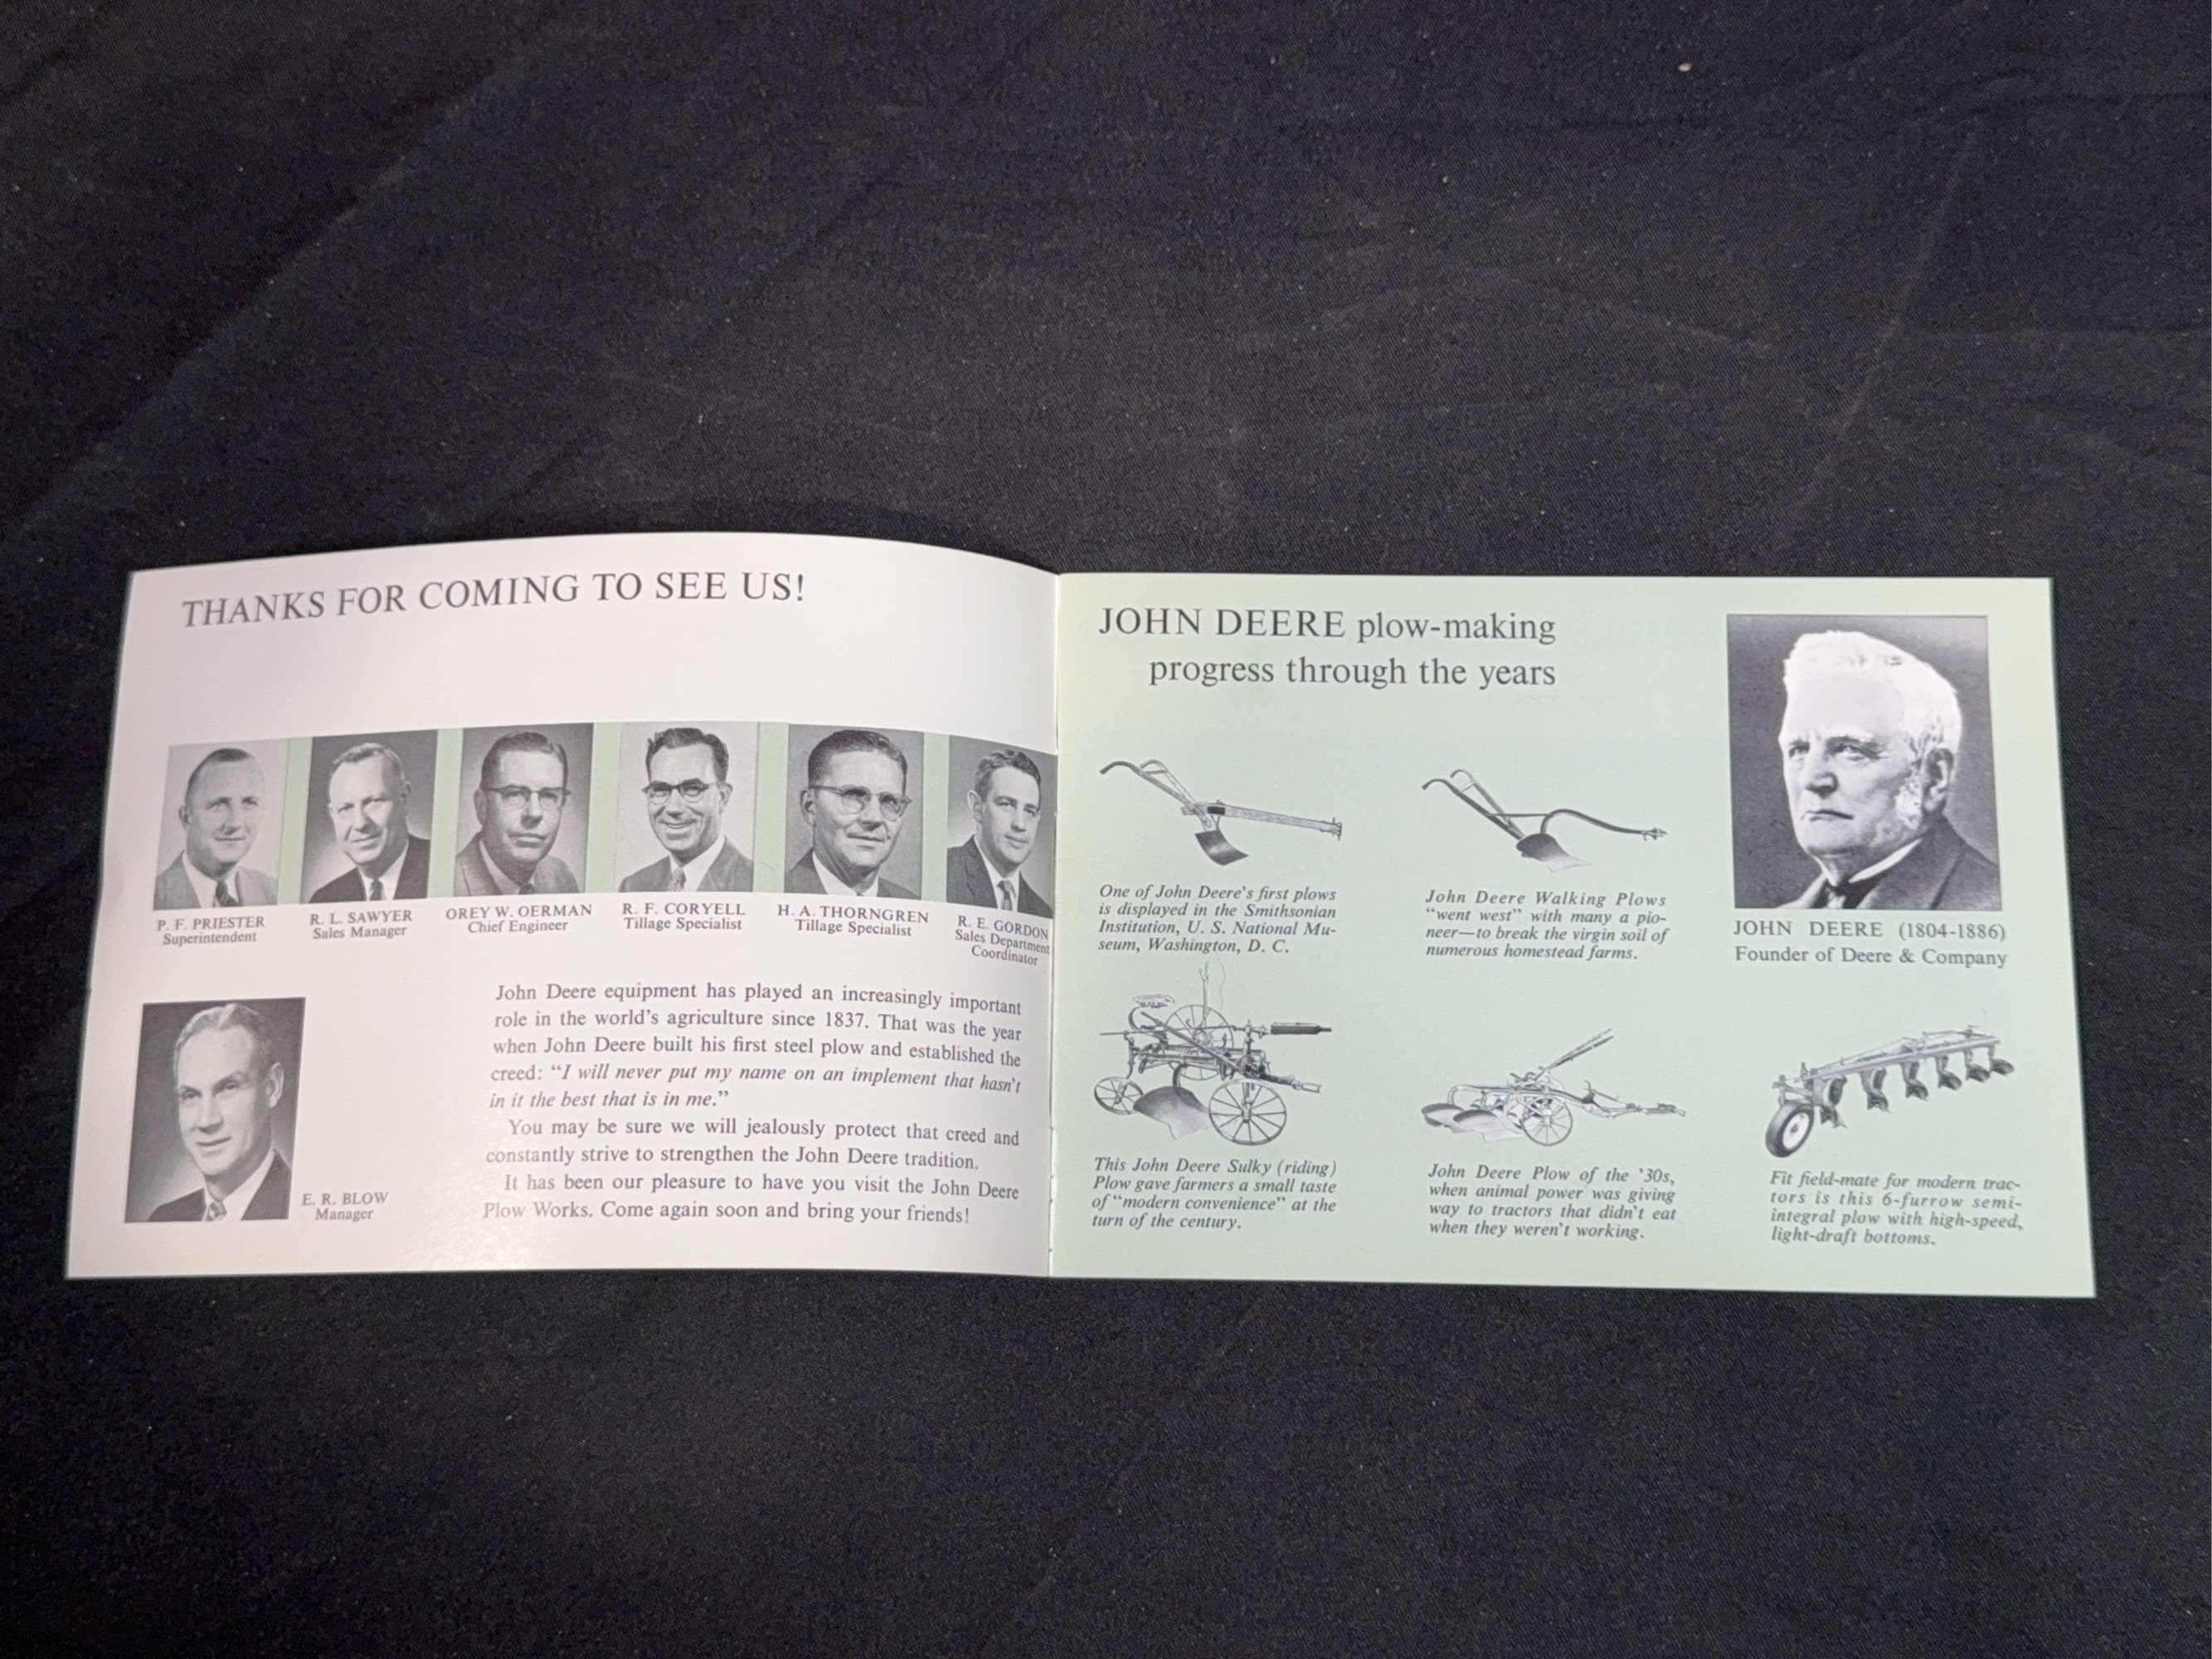 THANKS FOR COMING TO SEE US!
P. F. PRIESTER
Superintendent
R. L. SAWYER
Sales Manager
OREY W. OERMAN
Chief Engineer
R. F. CORYELL
Tillage Specialist
H. A. THORNGREN
Tillage Specialist
R. E. GORDON
Sales Department
Coordinator
E. R. BLOW
Manager
John Deere equipment has played an increasingly important
role in the world's agriculture since 1837. That was the year
when John Deere built his first steel plow and established the
creed: “I will never put my name on an implement that hasn't
in it the best that is in me.”
You may be sure we will jealously protect that creed and
constantly strive to strengthen the John Deere tradition.
It has been our pleasure to have you visit the John Deere
Plow Works. Come again soon and bring your friends!
JOHN DEERE plow-making
progress through the years
One of John Deere's first plows
is displayed in the Smithsonian
Institution, U. S. National Mu-
seum, Washington, D. C.
John Deere Walking Plows
“went west” with many a pio-
neer—to break the virgin soil of
numerous homestead farms.
JOHN DEERE (1804-1886)
Founder of Deere & Company
This John Deere Sulky (riding)
Plow gave farmers a small taste
of “modern convenience” at the
turn of the century.
John Deere Plow of the '30s,
when animal power was giving
way to tractors that didn't eat
when they weren't working.
Fit field-mate for modern trac-
tors is this 6-furrow semi-
integral plow with high-speed,
light-draft bottoms.